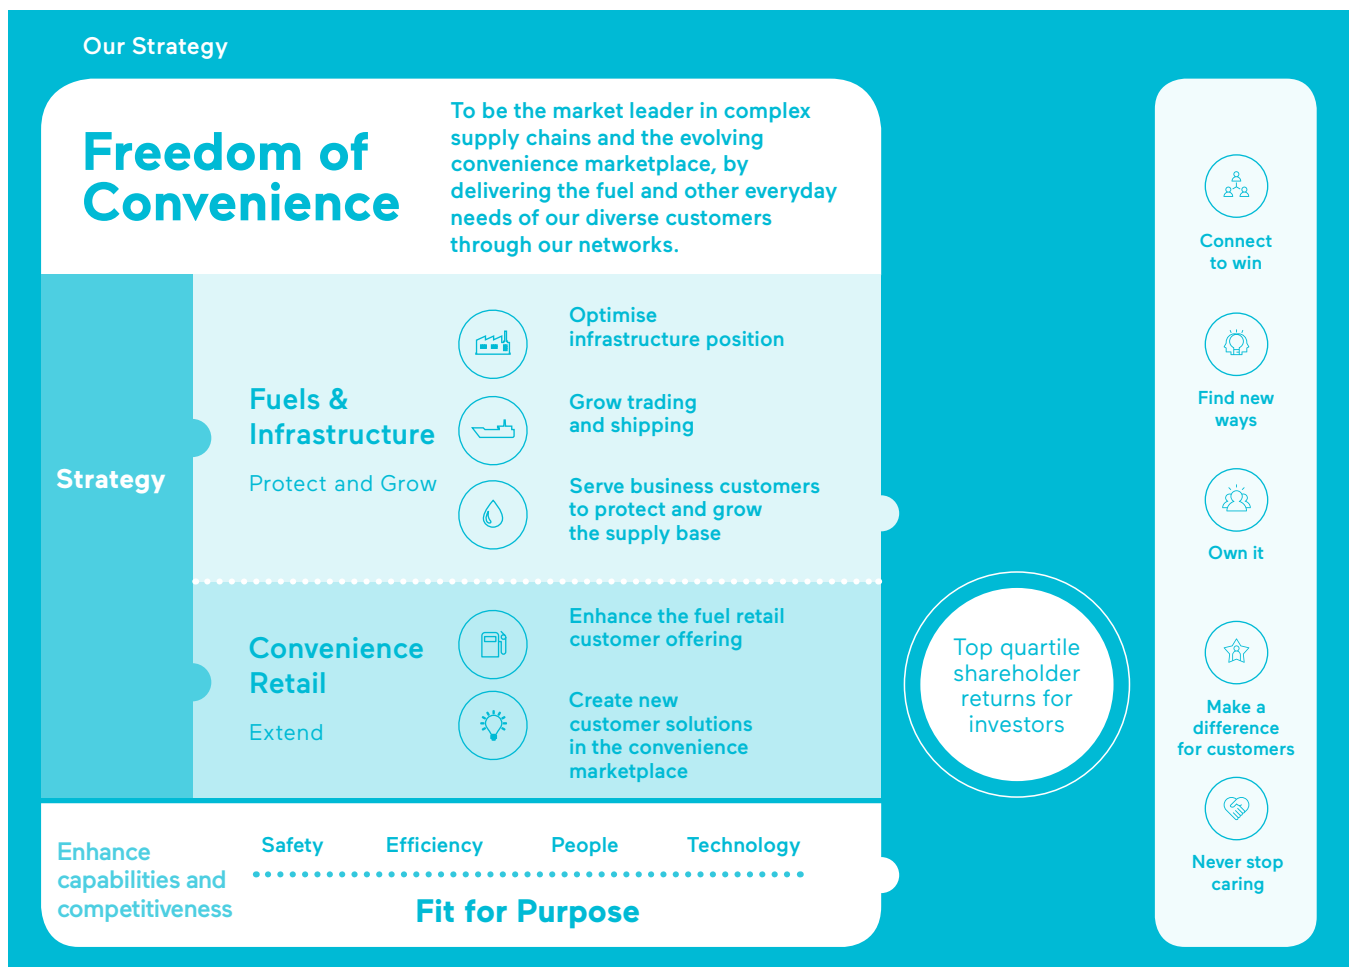 Our Strategy
Freedom of
Convenience
To be the market leader in complex
supply chains and the evolving
convenience marketplace, by
delivering the fuel and other everyday
needs of our diverse customers
through our networks.
Strategy
Fuels &
Infrastructure
Protect and Grow
Optimise
infrastructure position
Grow trading
and shipping
Serve business customers
to protect and grow
the supply base
Convenience
Retail
Extend
Enhance the fuel retail
customer offering
Create new
customer solutions
in the convenience
marketplace
Enhance
capabilities and
competitiveness
Safety
Efficiency
People
Technology
Fit for Purpose
Top quartile
shareholder
returns for
investors
Connect
to win
Find new
ways
Own it
Make a
difference
for customers
Never stop
caring